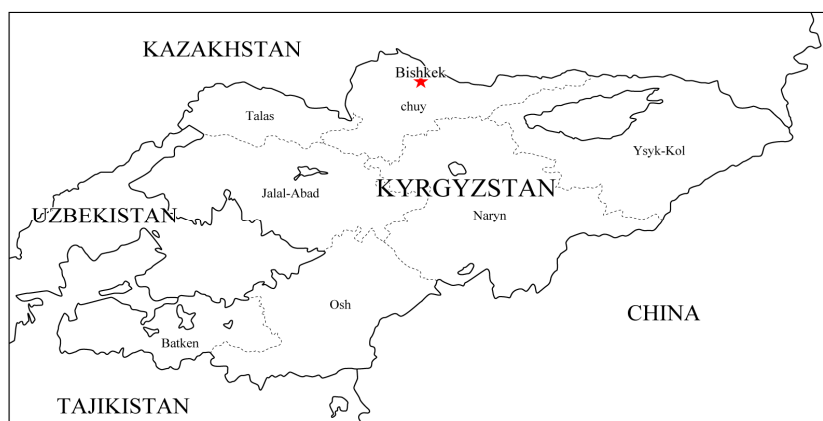 KAZAKHSTAN
Bishkek
chuy
Talas
Ysyk-Kol
Jalal-Abad
KYRGYZSTAN
UZBEKISTAN
Naryn
Osh
CHINA
Batken
TAJIKISTAN